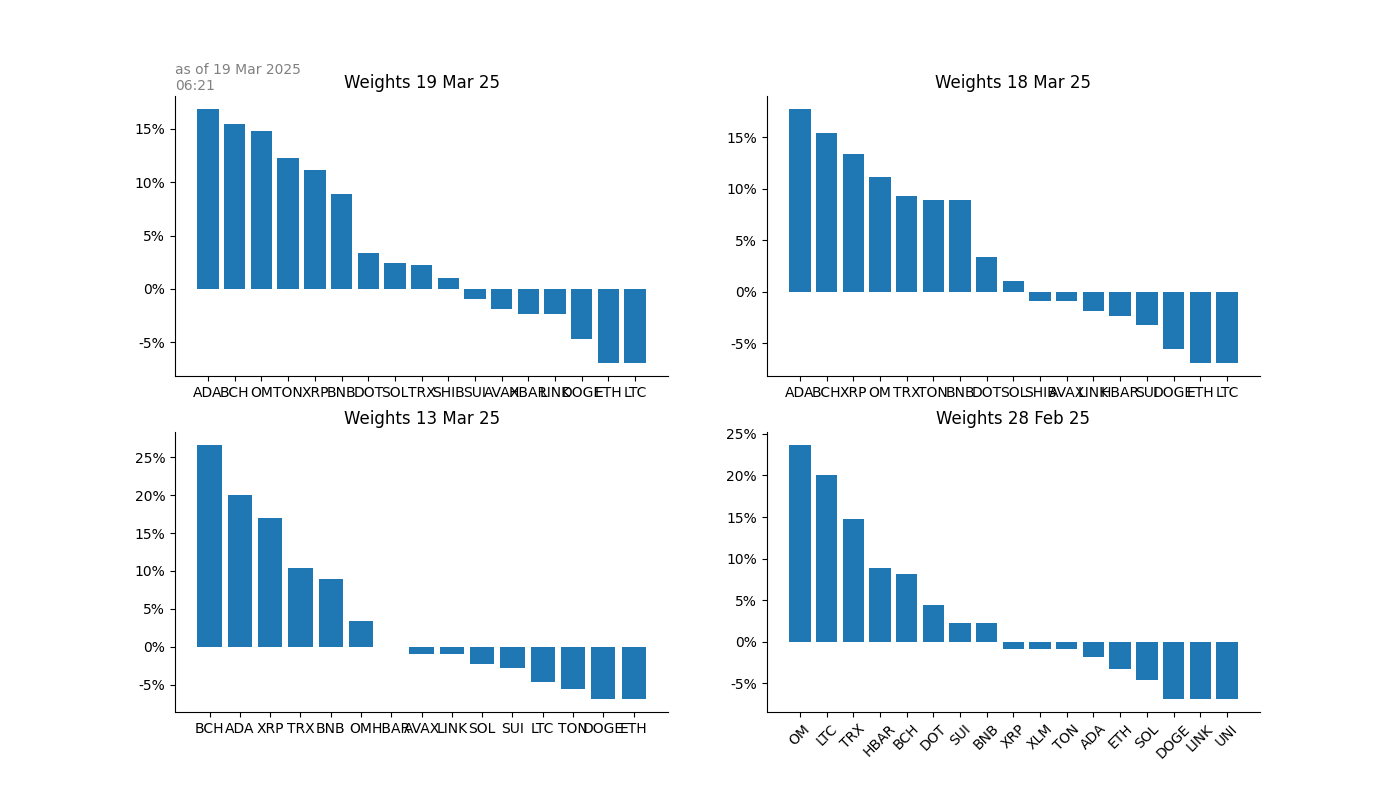 as of 19 Mar 2025
06:21
Weights 19 Mar 25
15%
10%
5%
0%
-5%
ADA BCH OM TON XRP BNB DOT SOL TRX SHIB SUI AVAX HBAR LINK DOGE ETH LTC
Weights 18 Mar 25
15%
10%
5%
0%
-5%
ADA BCH XRP OM TRX TON BNB DOT SOL SHIB AVAX LINK HBAR SUI DOGE ETH LTC
Weights 13 Mar 25
25%
20%
15%
10%
5%
0%
-5%
BCH ADA XRP TRX BNB OM HBAR AVAX LINK SOL SUI LTC TON DOGE ETH
Weights 28 Feb 25
25%
20%
15%
10%
5%
0%
-5%
OM LTC TRX HBAR BCH DOT SUI BNB XRP XLM TON ADA ETH SOL DOGE LINK UNI